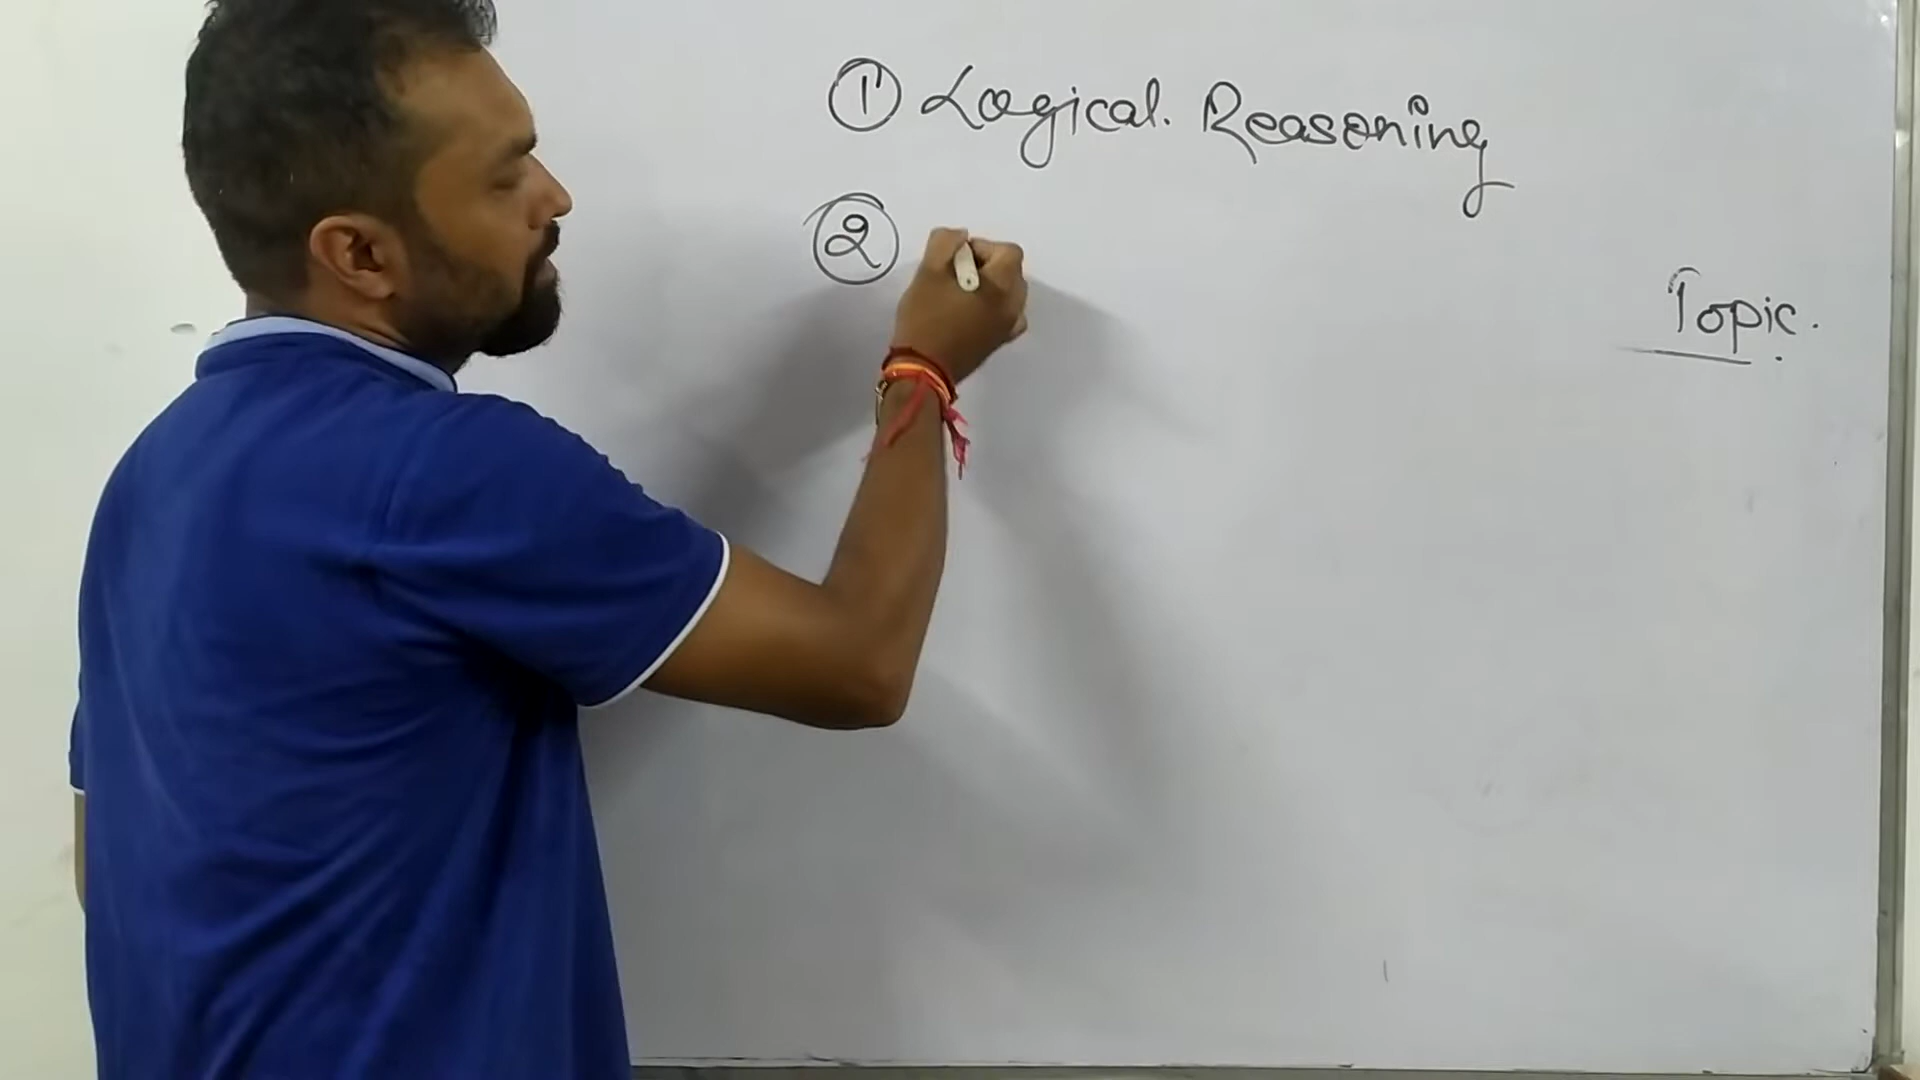 ① Logical. Reasoning
②
Topic.